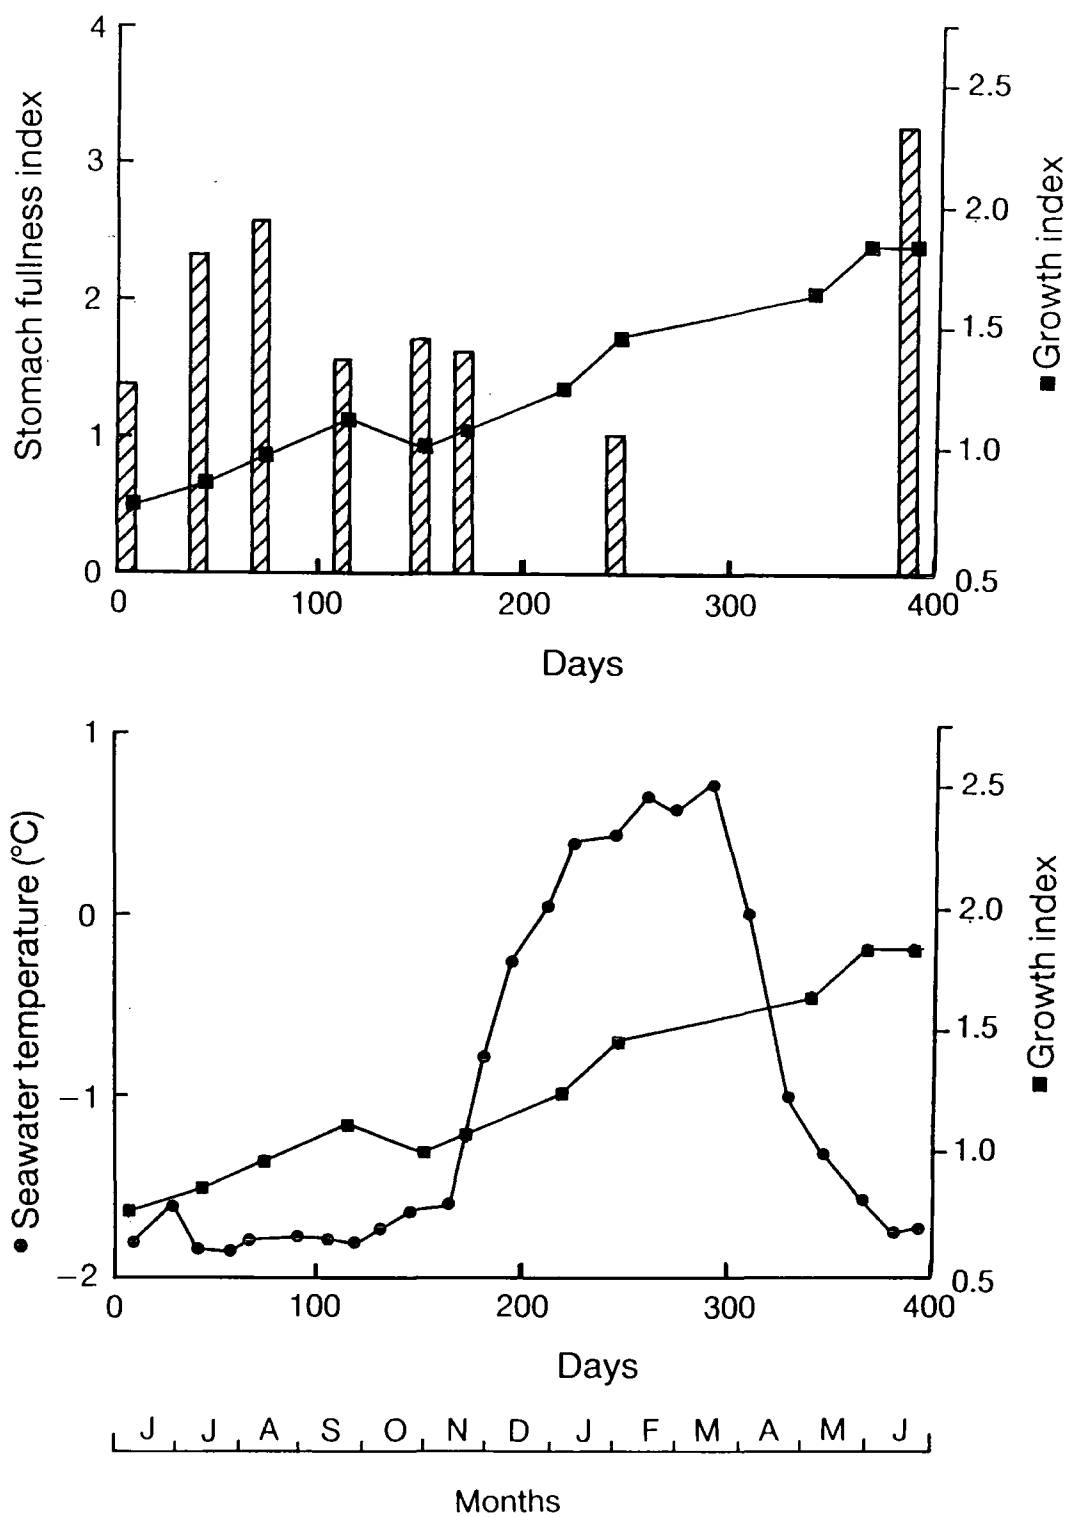 4
3
2
1
0
Stomach fullness index
2.5
2.0
1.5
1.0
0.5
■ Growth index
0 100 200 300 400
Days
1
0
−1
−2
● Seawater temperature (°C)
2.5
2.0
1.5
1.0
0.5
■ Growth index
0 100 200 300 400
Days
J J A S O N D J F M A M J
Months